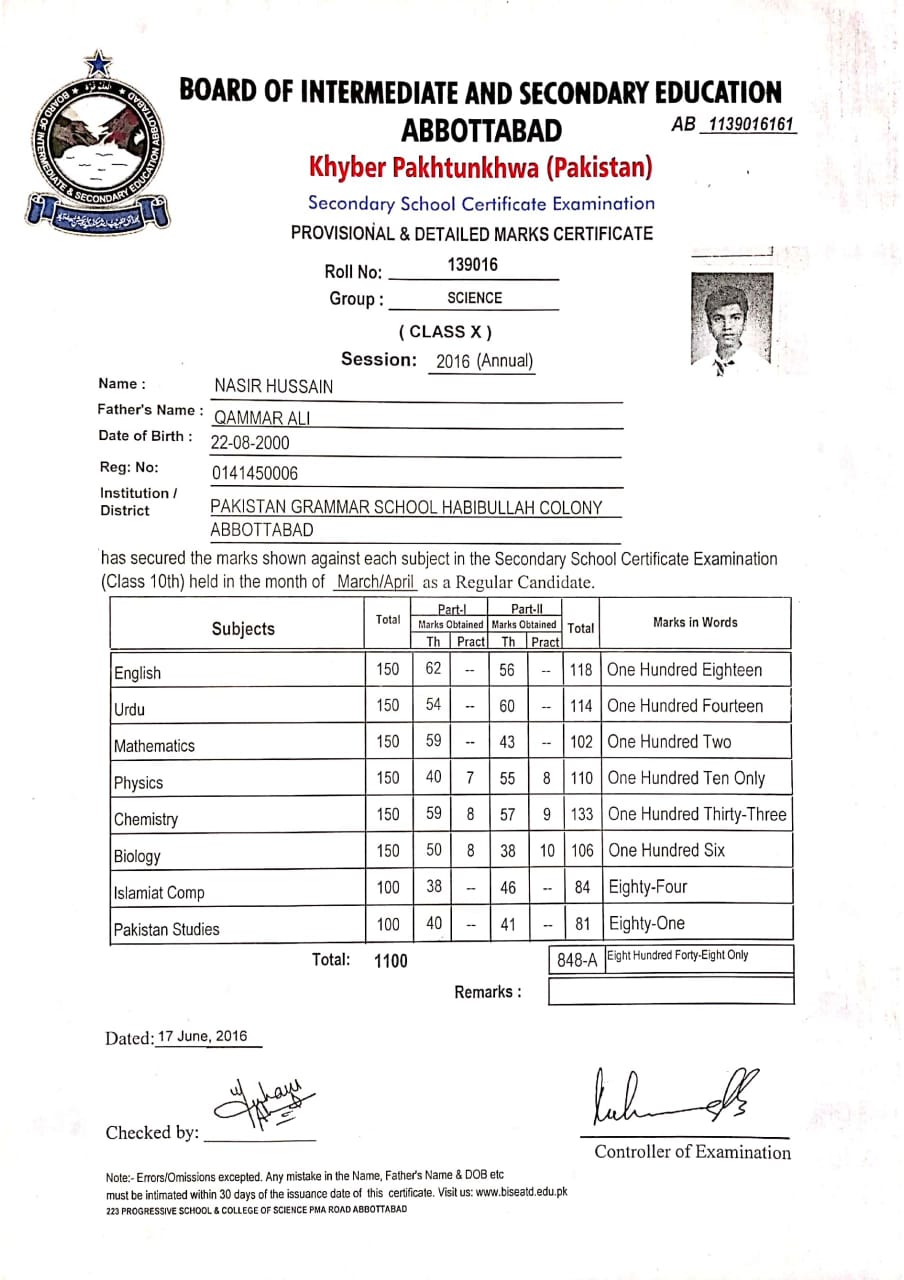 BOARD OF INTERMEDIATE AND SECONDARY EDUCATION
ABBOTTABAD
AB 1139016161
BOARD OF INTERMEDIATE & SECONDARY EDUCATION ABBOTTABAD
Khyber Pakhtunkhwa (Pakistan)
Secondary School Certificate Examination
PROVISIONAL & DETAILED MARKS CERTIFICATE
Roll No: 139016
Group : SCIENCE
( CLASS X )
Session: 2016 (Annual)
Name : NASIR HUSSAIN
Father's Name : QAMMAR ALI
Date of Birth : 22-08-2000
Reg: No: 0141450006
Institution / District PAKISTAN GRAMMAR SCHOOL HABIBULLAH COLONY
ABBOTTABAD
has secured the marks shown against each subject in the Secondary School Certificate Examination
(Class 10th) held in the month of March/April as a Regular Candidate.
Subjects Total Part-I Part-II Total Marks in Words
Marks Obtained Marks Obtained
Th Pract Th Pract
English 150 62 -- 56 -- 118 One Hundred Eighteen
Urdu 150 54 -- 60 -- 114 One Hundred Fourteen
Mathematics 150 59 -- 43 -- 102 One Hundred Two
Physics 150 40 7 55 8 110 One Hundred Ten Only
Chemistry 150 59 8 57 9 133 One Hundred Thirty-Three
Biology 150 50 8 38 10 106 One Hundred Six
Islamiat Comp 100 38 -- 46 -- 84 Eighty-Four
Pakistan Studies 100 40 -- 41 -- 81 Eighty-One
Total: 1100 848-A Eight Hundred Forty-Eight Only
Remarks :
Dated: 17 June, 2016
Checked by:
Controller of Examination
Note:- Errors/Omissions excepted. Any mistake in the Name, Father's Name & DOB etc
must be intimated within 30 days of the issuance date of this certificate. Visit us: www.biseatd.edu.pk
223 PROGRESSIVE SCHOOL & COLLEGE OF SCIENCE PMA ROAD ABBOTTABAD